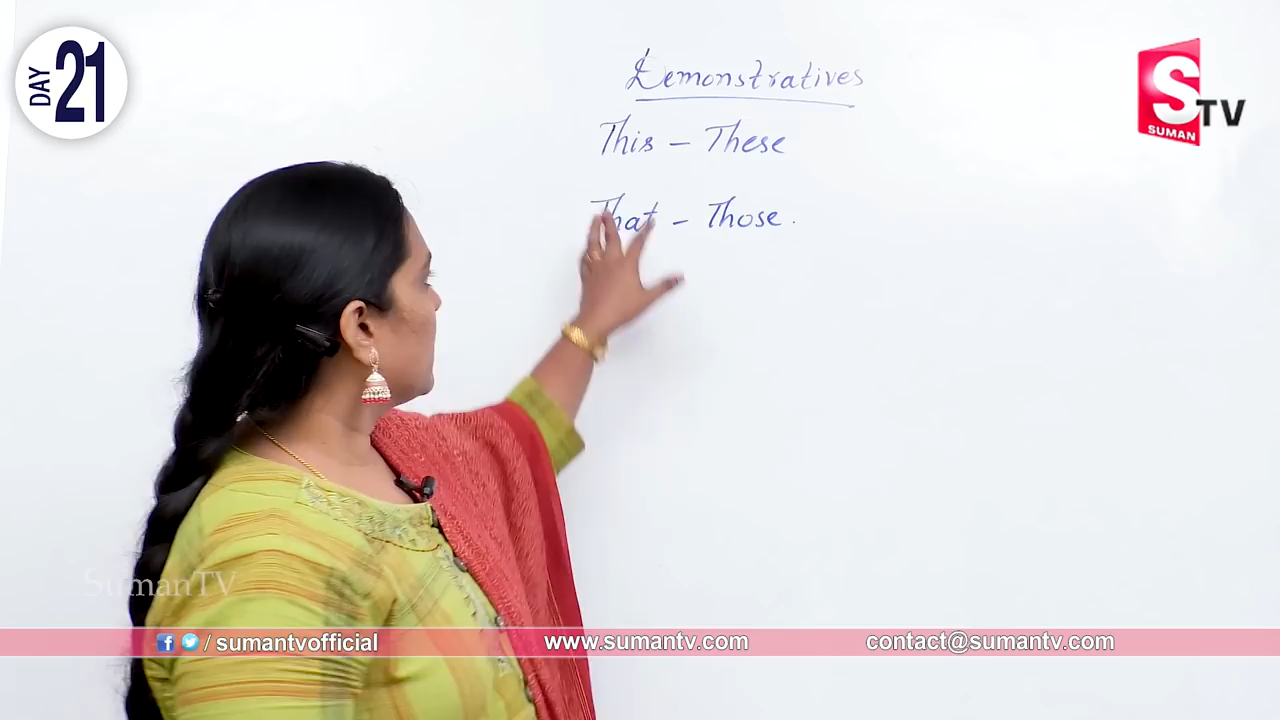 DAY 21
Demonstratives
S TV
SUMAN
This – These
That – Those.
SumanTV
/ sumantvofficial
www.sumantv.com
contact@sumantv.com